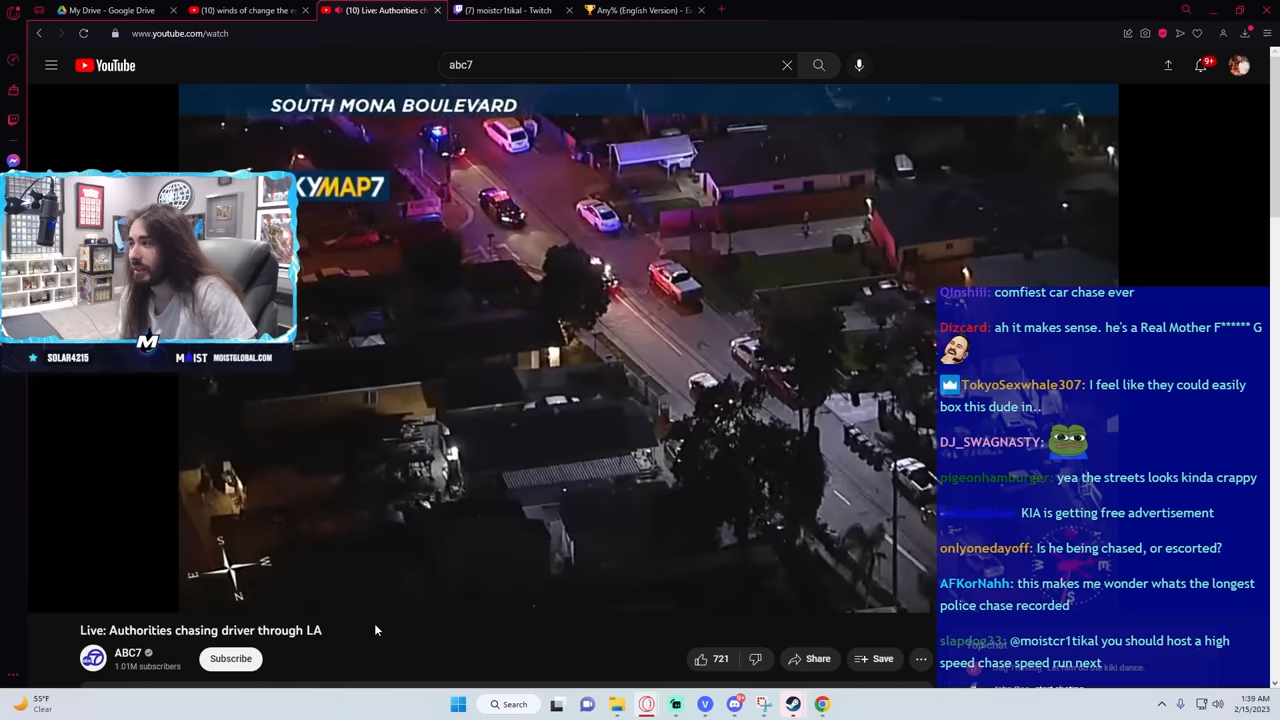 My Drive - Google Drive
(10) winds of change the e
(10) Live: Authorities ch
(7) moistcr1tikal - Twitch
Any% (English Version) - E
www.youtube.com/watch
YouTube
abc7
9+
SOUTH MONA BOULEVARD
KYMAP7
SOLAR4215
M
MOIST
MOISTGLOBAL.COM
S
E
W
N
Qinshiii: comfiest car chase ever
Dizcard: ah it makes sense. he's a Real Mother F****** G
TokyoSexwhale307: I feel like they could easily
box this dude in..
DJ_SWAGNASTY:
pigeonhamburger: yea the streets looks kinda crappy
KIA is getting free advertisement
onlyonedayoff: Is he being chased, or escorted?
AFKorNahh: this makes me wonder whats the longest
police chase recorded
slapdog33: @moistcr1tikal you should host a high
speed chase speed run next
Live: Authorities chasing driver through LA
ABC7
1.01M subscribers
Subscribe
721
Share
Save
55°F
Clear
Search
1:39 AM
2/15/2023